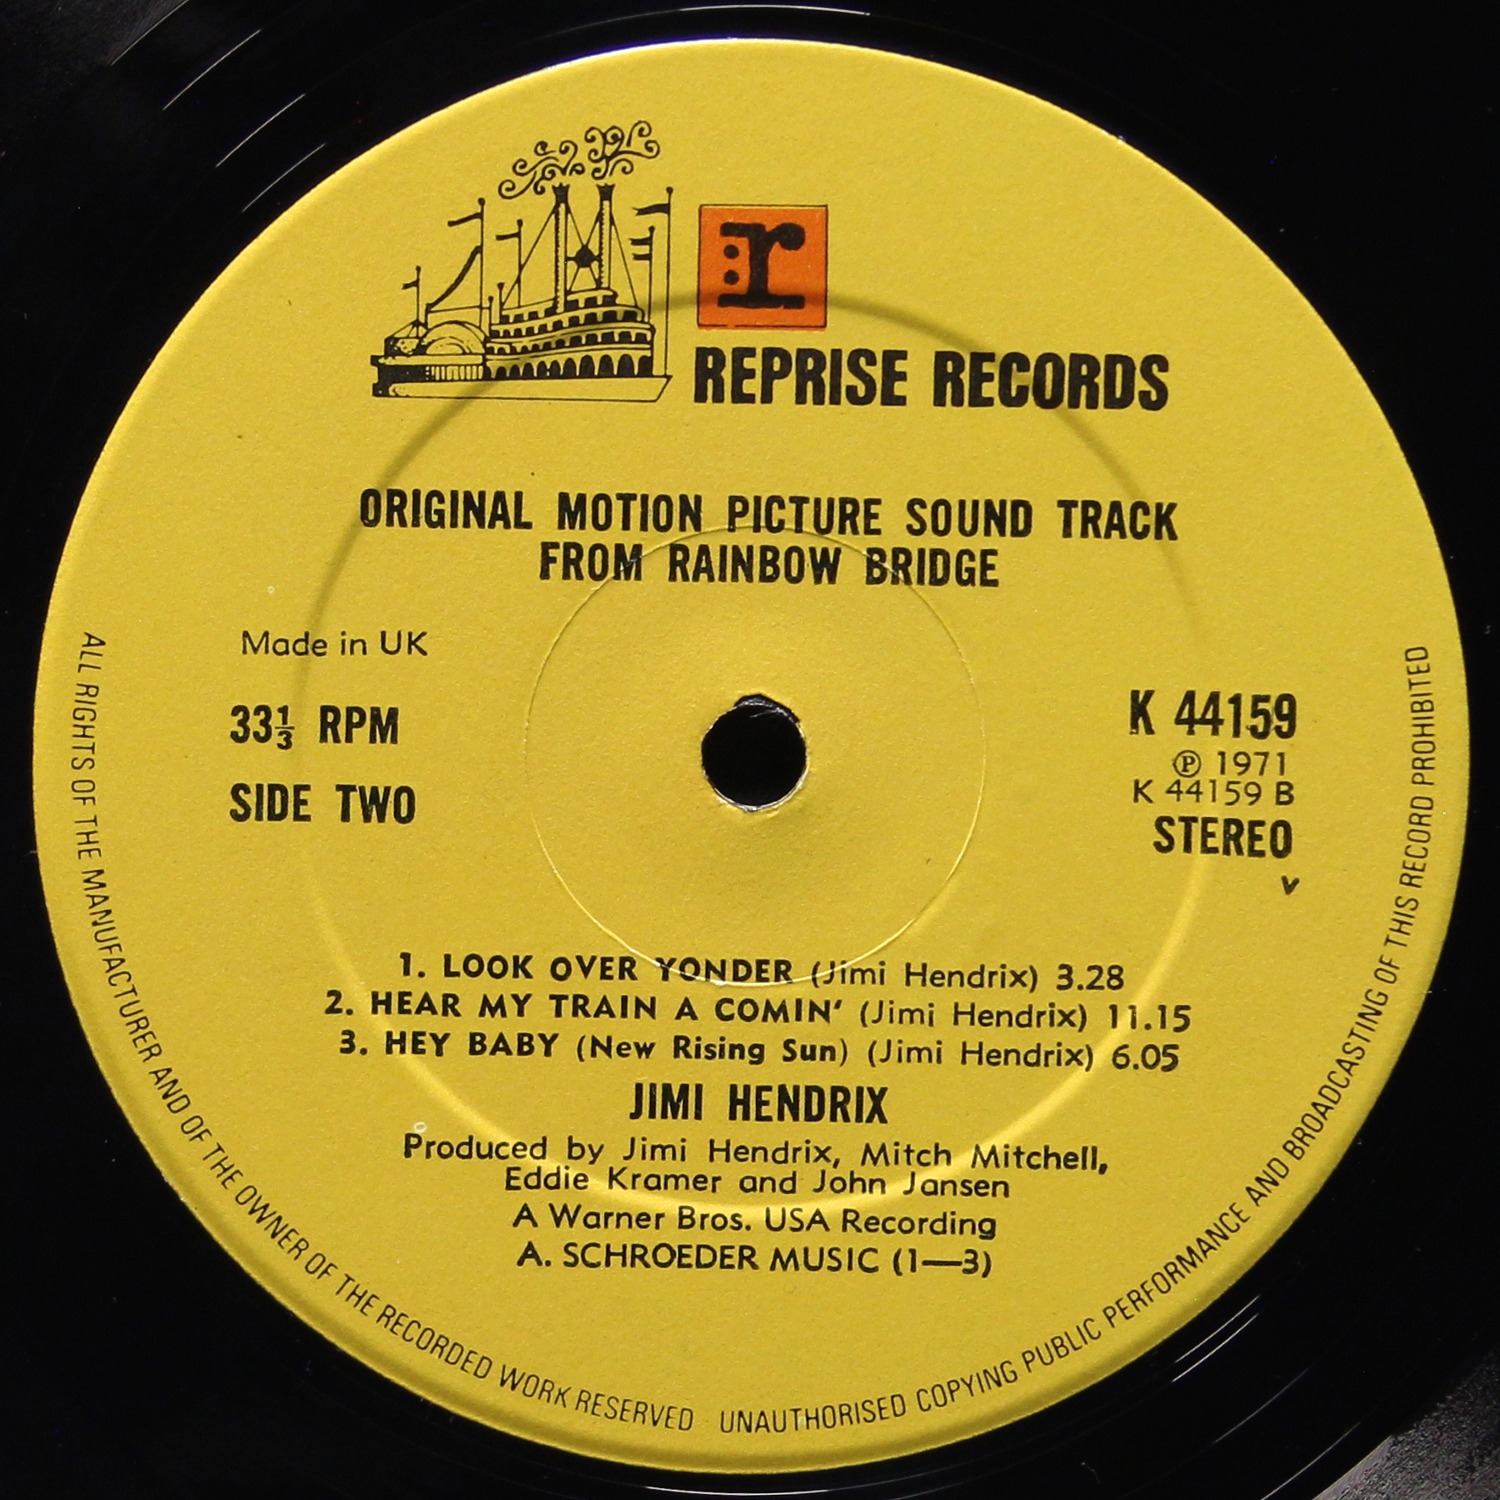 r
REPRISE RECORDS
ORIGINAL MOTION PICTURE SOUND TRACK
FROM RAINBOW BRIDGE
Made in UK
33⅓ RPM
SIDE TWO
K 44159
Ⓟ 1971
K 44159 B
STEREO
v
1. LOOK OVER YONDER (Jimi Hendrix) 3.28
2. HEAR MY TRAIN A COMIN' (Jimi Hendrix) 11.15
3. HEY BABY (New Rising Sun) (Jimi Hendrix) 6.05
JIMI HENDRIX
Produced by Jimi Hendrix, Mitch Mitchell,
Eddie Kramer and John Jansen
A Warner Bros. USA Recording
A. SCHROEDER MUSIC (1—3)
ALL RIGHTS OF THE MANUFACTURER AND OF THE OWNER OF THE RECORDED WORK RESERVED UNAUTHORISED COPYING PUBLIC PERFORMANCE AND BROADCASTING OF THIS RECORD PROHIBITED